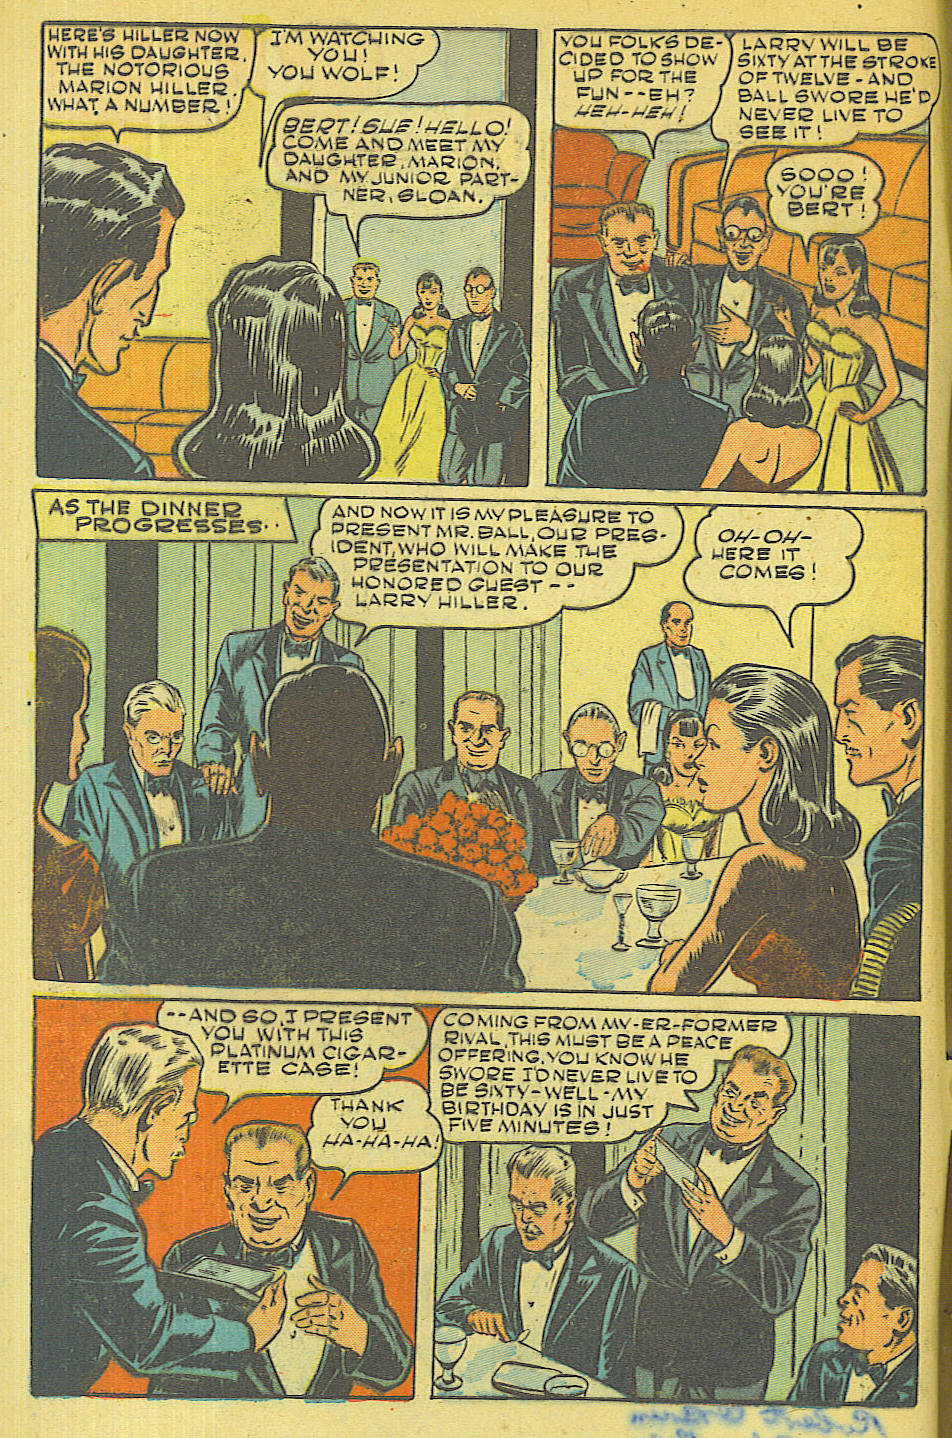 HERE'S HILLER NOW
WITH HIS DAUGHTER,
THE NOTORIOUS
MARION HILLER.
WHAT A NUMBER!
I'M WATCHING
YOU!
YOU WOLF!
BERT! SUE! HELLO!
COME AND MEET MY
DAUGHTER, MARION,
AND MY JUNIOR PART-
NER, SLOAN.
YOU FOLKS DE-
CIDED TO SHOW
UP FOR THE
FUN -- EH?
HEH-HEH!
LARRY WILL BE
SIXTY AT THE STROKE
OF TWELVE - AND
BALL SWORE HE'D
NEVER LIVE TO
SEE IT!
SOOO!
YOU'RE
BERT!
AS THE DINNER
PROGRESSES..
AND NOW IT IS MY PLEASURE TO
PRESENT MR. BALL, OUR PRES-
IDENT, WHO WILL MAKE THE
PRESENTATION TO OUR
HONORED GUEST --
LARRY HILLER.
OH-OH-
HERE IT
COMES!
--AND SO, I PRESENT
YOU WITH THIS
PLATINUM CIGAR-
ETTE CASE!
THANK
YOU
HA-HA-HA!
COMING FROM MY-ER-FORMER
RIVAL, THIS MUST BE A PEACE
OFFERING. YOU KNOW HE
SWORE I'D NEVER LIVE TO
BE SIXTY-WELL-MY
BIRTHDAY IS IN JUST
FIVE MINUTES!